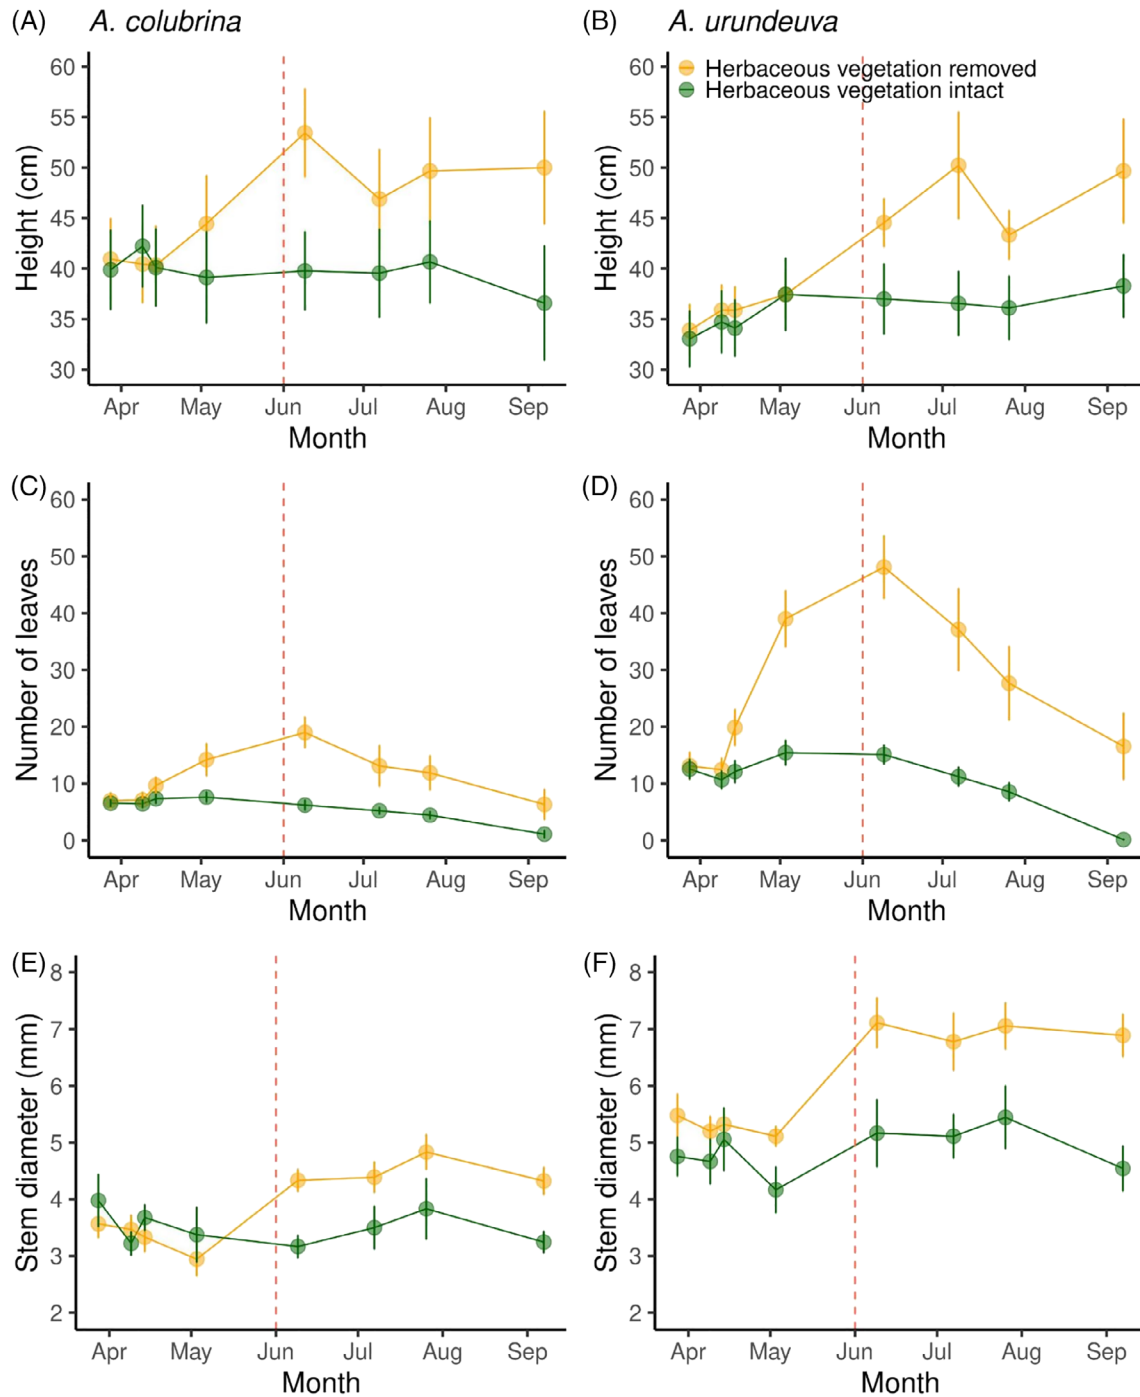 (A) A. colubrina
60
55
50
45
40
35
30
Height (cm)
Apr May Jun Jul Aug Sep
Month
(B) A. urundeuva
Herbaceous vegetation removed
Herbaceous vegetation intact
60
55
50
45
40
35
30
Height (cm)
Apr May Jun Jul Aug Sep
Month
(C)
60
50
40
30
20
10
0
Number of leaves
Apr May Jun Jul Aug Sep
Month
(D)
60
50
40
30
20
10
0
Number of leaves
Apr May Jun Jul Aug Sep
Month
(E)
8
7
6
5
4
3
2
Stem diameter (mm)
Apr May Jun Jul Aug Sep
Month
(F)
8
7
6
5
4
3
2
Stem diameter (mm)
Apr May Jun Jul Aug Sep
Month